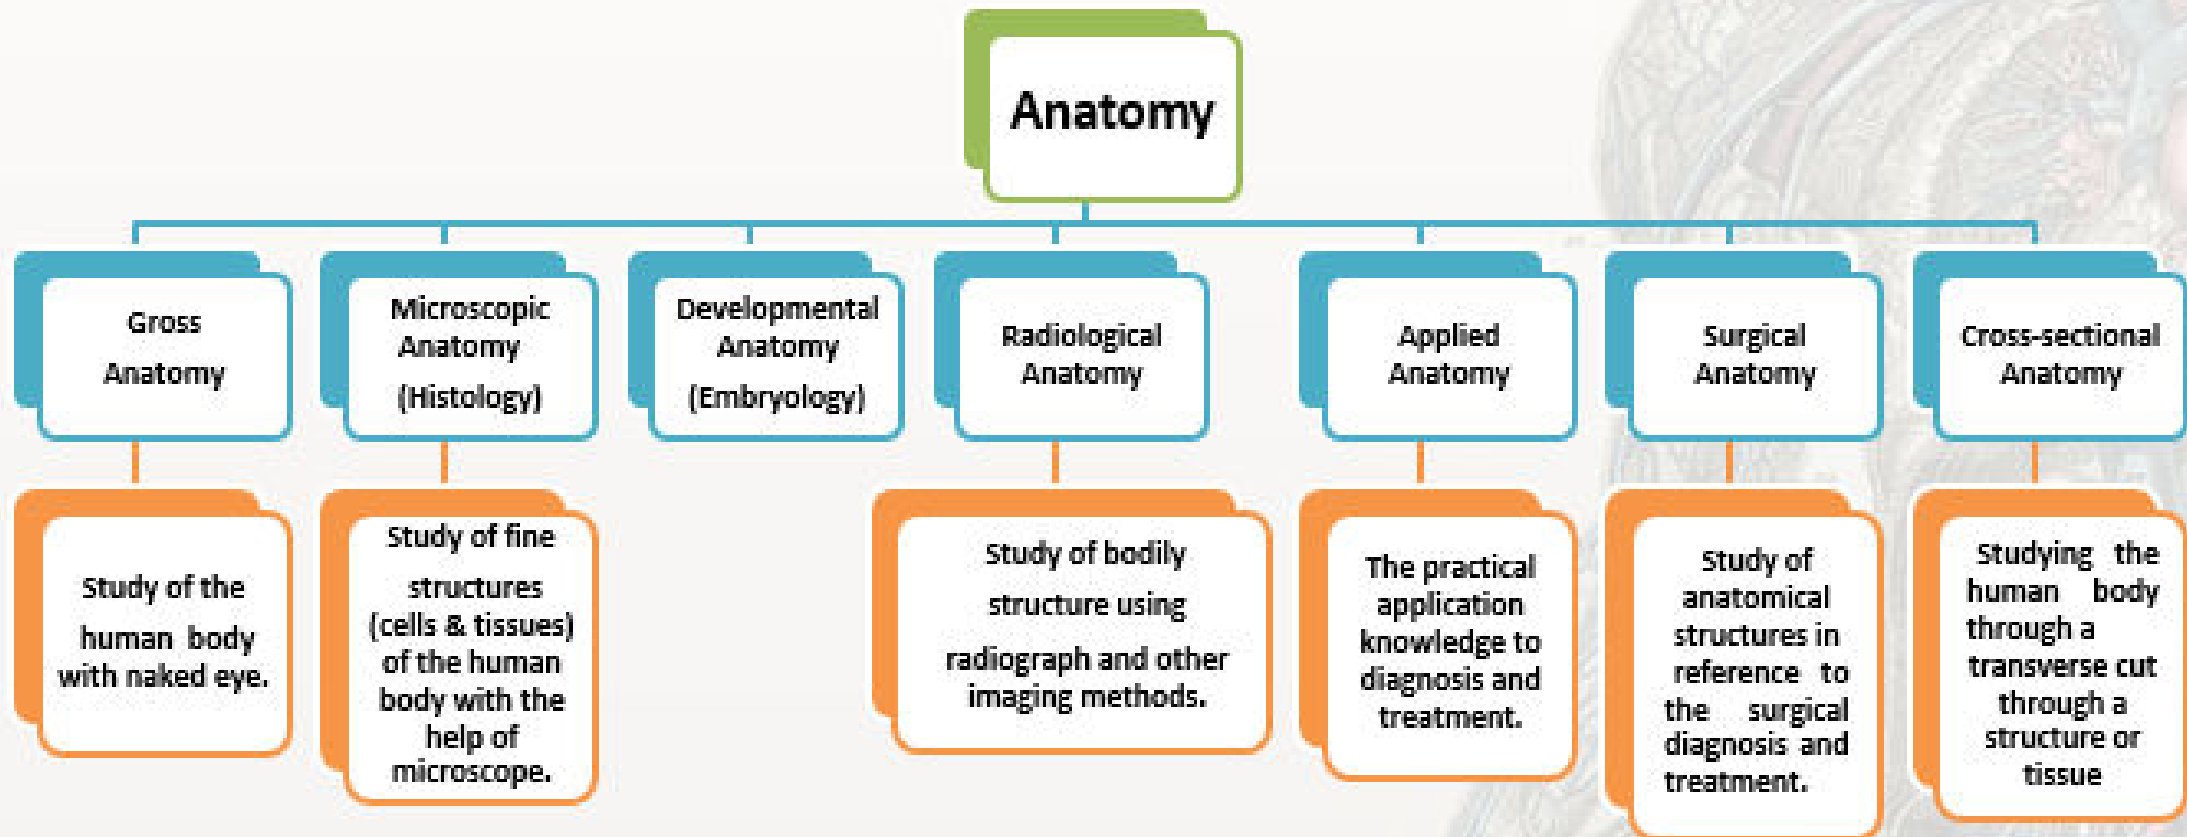 Anatomy
Gross
Anatomy
Microscopic
Anatomy
(Histology)
Developmental
Anatomy
(Embryology)
Radiological
Anatomy
Applied
Anatomy
Surgical
Anatomy
Cross-sectional
Anatomy
Study of the
human body
with naked eye.
Study of fine
structures
(cells & tissues)
of the human
body with the
help of
microscope.
Study of bodily
structure using
radiograph and other
imaging methods.
The practical
application
knowledge to
diagnosis and
treatment.
Study of
anatomical
structures in
reference to
the surgical
diagnosis and
treatment.
Studying the
human body
through a
transverse cut
through a
structure or
tissue